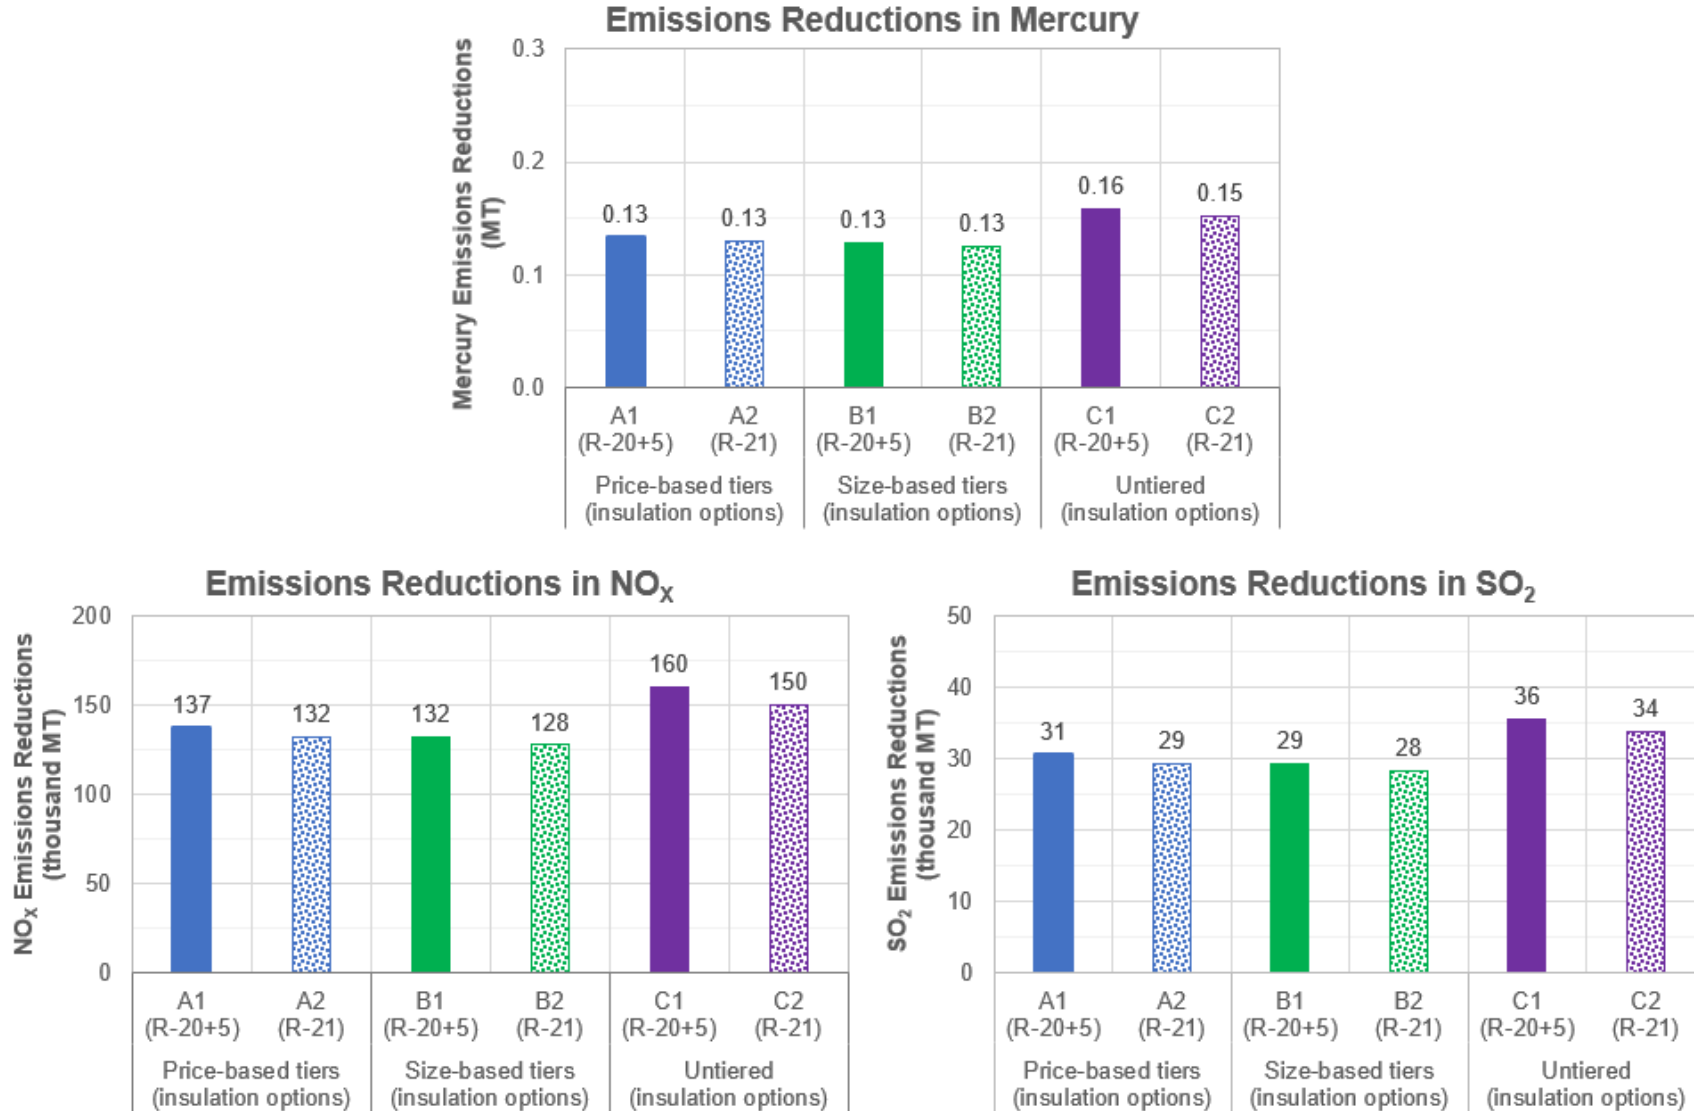 Emissions Reductions in Mercury
Mercury Emissions Reductions
(MT)
0.3
0.2
0.1
0.0
0.13
0.13
0.13
0.13
0.16
0.15
A1 A2 B1 B2 C1 C2
(R-20+5) (R-21) (R-20+5) (R-21) (R-20+5) (R-21)
Price-based tiers Size-based tiers Untiered
(insulation options) (insulation options) (insulation options)
Emissions Reductions in NOₓ
NOₓ Emissions Reductions
(thousand MT)
200
150
100
50
0
137
132
132
128
160
150
A1 A2 B1 B2 C1 C2
(R-20+5) (R-21) (R-20+5) (R-21) (R-20+5) (R-21)
Price-based tiers Size-based tiers Untiered
(insulation options) (insulation options) (insulation options)
Emissions Reductions in SO₂
SO₂ Emissions Reductions
(thousand MT)
50
40
30
20
10
0
31
29
29
28
36
34
A1 A2 B1 B2 C1 C2
(R-20+5) (R-21) (R-20+5) (R-21) (R-20+5) (R-21)
Price-based tiers Size-based tiers Untiered
(insulation options) (insulation options) (insulation options)